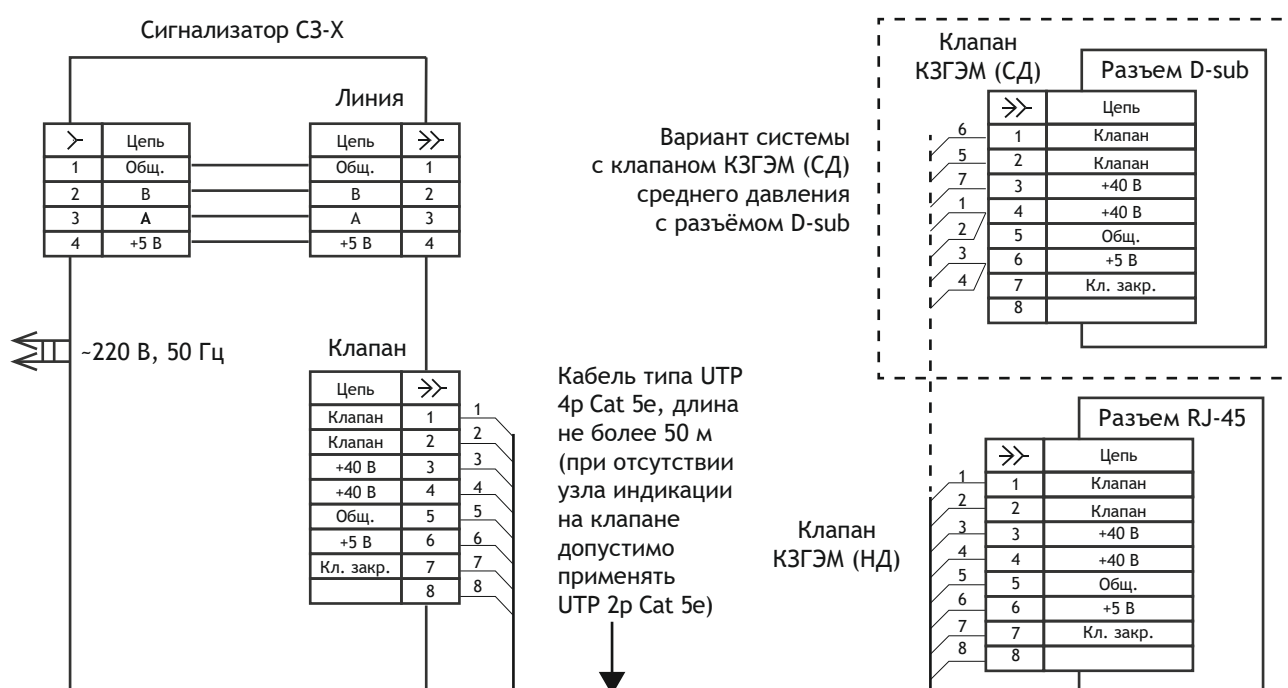 Сигнализатор СЗ-Х
Линия
Цепь
1 Общ.
2 В
3 А
4 +5 В
Цепь
Общ. 1
В 2
А 3
+5 В 4
~220 В, 50 Гц
Клапан
Цепь
Клапан 1 1
Клапан 2 2
+40 В 3 3
+40 В 4 4
Общ. 5 5
+5 В 6 6
Кл. закр. 7 7
8 8
Кабель типа UTP
4р Cat 5e, длина
не более 50 м
(при отсутствии
узла индикации
на клапане
допустимо
применять
UTP 2р Cat 5e)
Вариант системы
с клапаном КЗГЭМ (СД)
среднего давления
с разъёмом D-sub
Клапан
КЗГЭМ (СД)
Разъем D-sub
Цепь
6 1 Клапан
5 2 Клапан
7 3 +40 В
1 4 +40 В
2 5 Общ.
3 6 +5 В
4 7 Кл. закр.
8
Клапан
КЗГЭМ (НД)
Разъем RJ-45
Цепь
1 1 Клапан
2 2 Клапан
3 3 +40 В
4 4 +40 В
5 5 Общ.
6 6 +5 В
7 7 Кл. закр.
8 8